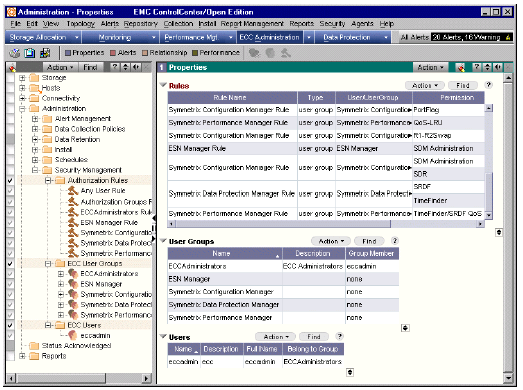 Administration - Properties EMC ControlCenter/Open Edition
File Edit View Topology Alerts Repository Collection Install Report Management Reports Security Agents Help
Storage Allocation Monitoring Performance Mgt. ECC Administration Data Protection All Alerts 20 Alerts, 16 Warning
Properties Alerts Relationship Performance
Action Find ?
1 Properties Action ?
Storage
Hosts
Connectivity
Administration
Alert Management
Data Collection Policies
Data Retention
Install
Schedules
Security Management
Authorization Rules
Any User Rule
Authorization Groups F
ECCAdministrators Rul
ESN Manager Rule
Symmetrix Configuratio
Symmetrix Data Protect
Symmetrix Performanc
ECC User Groups
ECCAdministrators
ESN Manager
Symmetrix Configuratio
Symmetrix Data Protect
Symmetrix Performanc
ECC Users
eccadmin
Status Acknowledged
Reports
Rules Action Find ?
Rule Name Type User/UserGroup Permission
Symmetrix Configuration Manager Rule user group Symmetrix Configuratio PortFlag
Symmetrix Performance Manager Rule user group Symmetrix Performance QoS-LRU
Symmetrix Configuration Manager Rule user group Symmetrix Configuratio R1-R2Swap
ESN Manager Rule user group ESN Manager SDM Administration
Symmetrix Configuration Manager Rule user group Symmetrix Configuratio SDM Administration
SDR
Symmetrix Data Protection Manager Rule user group Symmetrix Data Protect SRDF
TimeFinder
Symmetrix Performance Manager Rule user group Symmetrix Performance TimeFinder/SRDF QoS
User Groups Action Find ?
Name Description Group Member
ECCAdministrators ECC Administrators eccadmin
ESN Manager none
Symmetrix Configuration Manager none
Symmetrix Data Protection Manager none
Symmetrix Performance Manager none
Users Action Find ?
Name Description Full Name Belong to Group
eccadmin ecc eccadmin ECCAdministrators